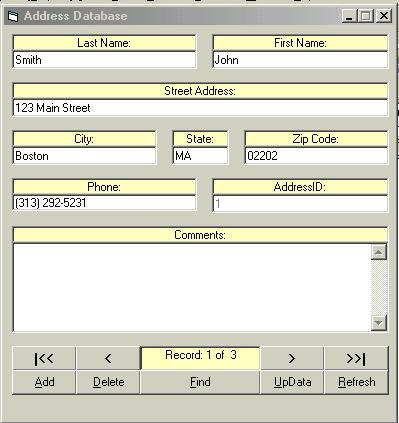 Address Database
Last Name: First Name:
Smith John
Street Address:
123 Main Street
City: State: Zip Code:
Boston MA 02202
Phone: AddressID:
(313) 292-5231 1
Comments:
|<< < Record: 1 of 3 > >>|
Add Delete Find UpData Refresh